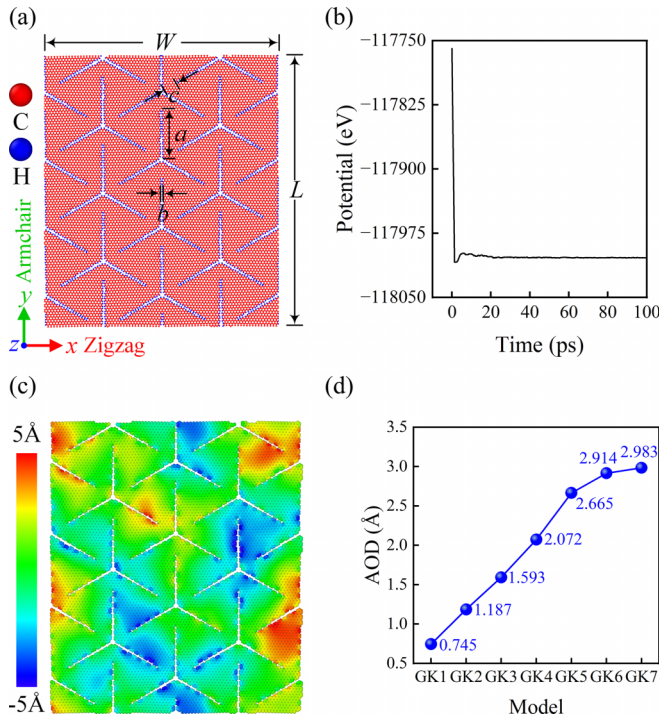 (a)
W
C
H
c
a
b
L
Armchair
y
z
x Zigzag
(b)
−117750
−117825
−117900
−117975
−118050
Potential (eV)
0 20 40 60 80 100
Time (ps)
(c)
5Å
-5Å
(d)
3.5
3.0
2.5
2.0
1.5
1.0
0.5
AOD (Å)
0.745
1.187
1.593
2.072
2.665
2.914
2.983
GK1 GK2 GK3 GK4 GK5 GK6 GK7
Model